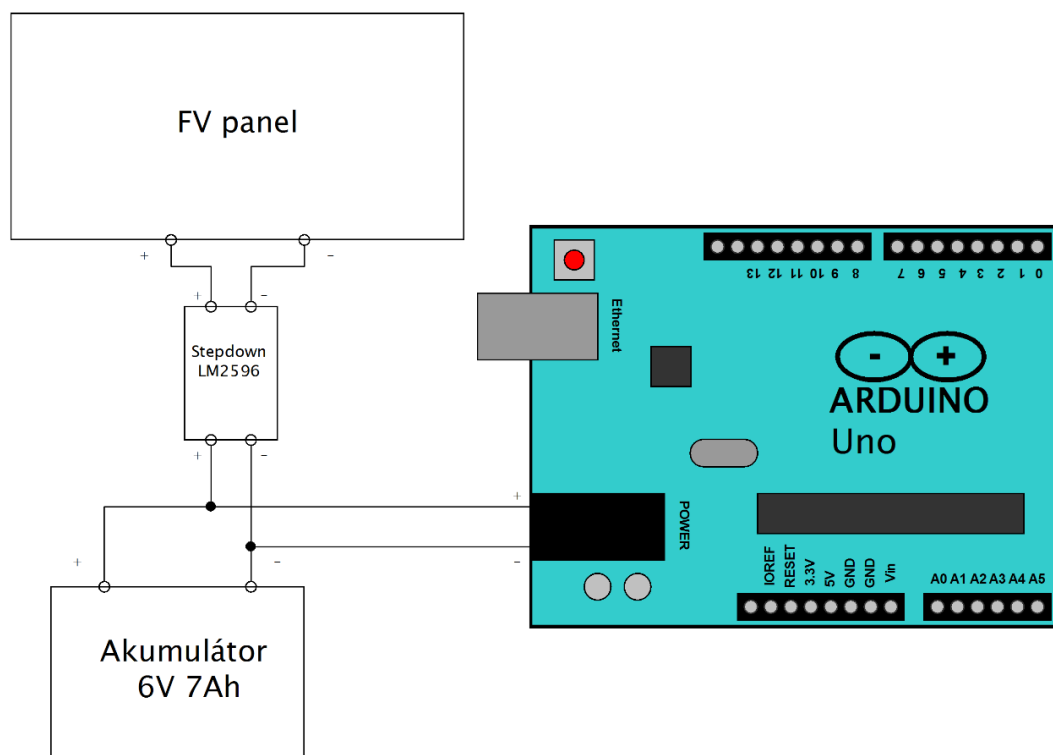 FV panel
+ -
+ -
Stepdown
LM2596
+ -
+ -
+ -
Akumulátor
6V 7Ah
Ethernet
POWER
13 12 11 10 9 8
7 6 5 4 3 2 1 0
- +
ARDUINO
Uno
IOREF RESET 3.3V 5V GND GND Vin
A0 A1 A2 A3 A4 A5